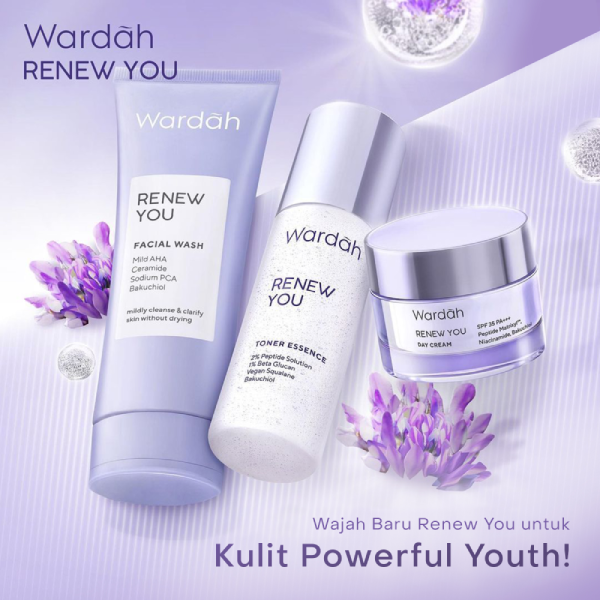 Wardāh
RENEW YOU
Wardāh
RENEW
YOU
FACIAL WASH
Mild AHA
Ceramide
Sodium PCA
Bakuchiol
mildly cleanse & clarify
skin without drying
Wardāh
RENEW
YOU
TONER ESSENCE
2% Peptide Solution
1% Beta Glucan
Vegan Squalane
Bakuchiol
Wardāh
RENEW YOU
DAY CREAM
SPF 35 PA+++
Peptide
Niacinamide, Bakuchiol
Wajah Baru Renew You untuk
Kulit Powerful Youth!